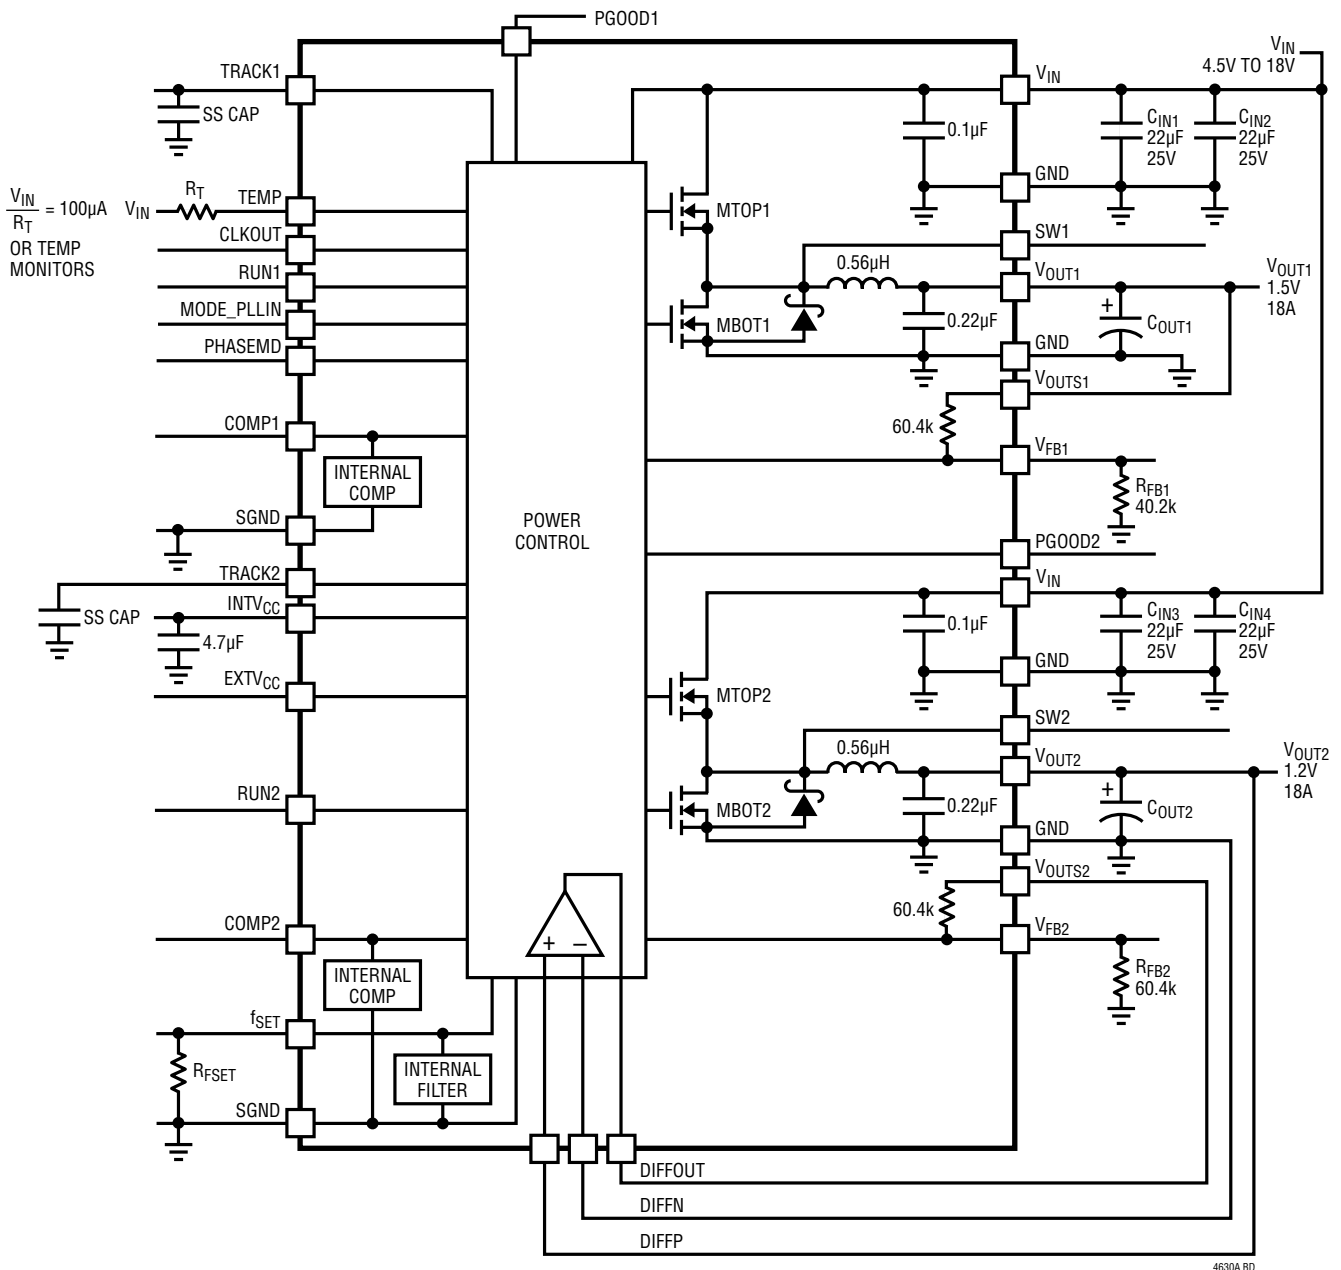 PGOOD1
TRACK1
SS CAP
V_IN
R_T
= 100µA
OR TEMP
MONITORS
V_IN
R_T
TEMP
CLKOUT
RUN1
MODE_PLLIN
PHASEMD
COMP1
INTERNAL
COMP
SGND
TRACK2
SS CAP
INTV_CC
4.7µF
EXTV_CC
RUN2
COMP2
INTERNAL
COMP
f_SET
R_FSET
INTERNAL
FILTER
SGND
POWER
CONTROL
+ –
V_IN
4.5V TO 18V
V_IN
0.1µF
C_IN1
22µF
25V
C_IN2
22µF
25V
GND
MTOP1
SW1
0.56µH
V_OUT1
V_OUT1
1.5V
18A
MBOT1
0.22µF
+
C_OUT1
GND
V_OUTS1
60.4k
V_FB1
R_FB1
40.2k
PGOOD2
V_IN
0.1µF
C_IN3
22µF
25V
C_IN4
22µF
25V
GND
MTOP2
SW2
0.56µH
V_OUT2
V_OUT2
1.2V
18A
MBOT2
0.22µF
+
C_OUT2
GND
V_OUTS2
60.4k
V_FB2
R_FB2
60.4k
DIFFOUT
DIFFN
DIFFP
4630A BD